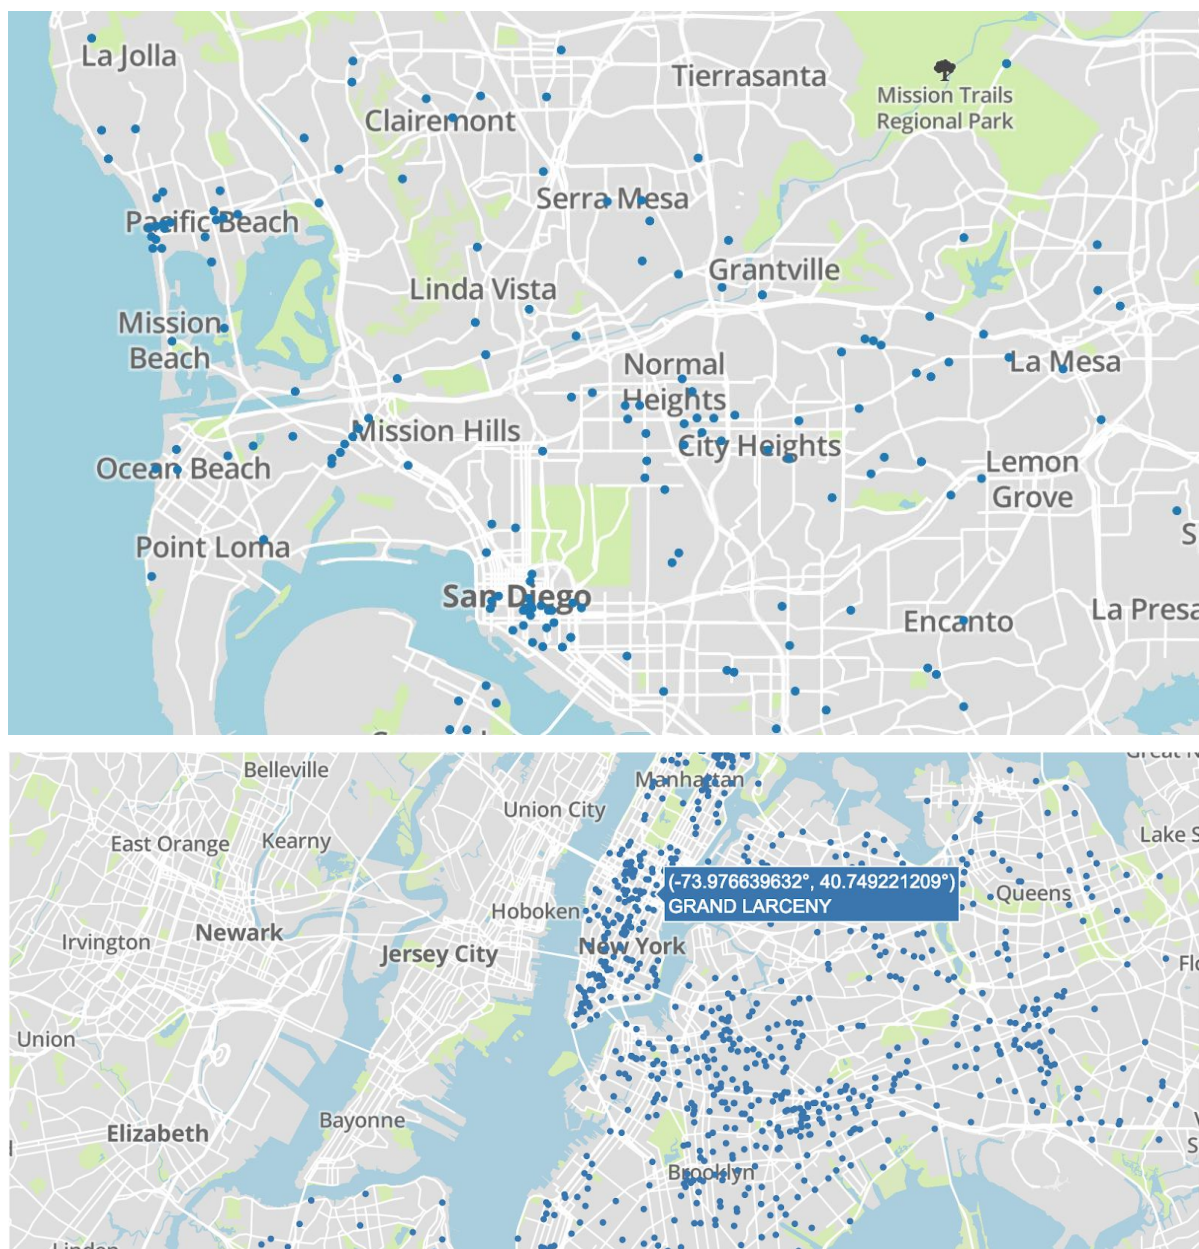 La Jolla
Tierrasanta
Mission Trails
Regional Park
Clairemont
Serra Mesa
Pacific Beach
Grantville
Linda Vista
Mission
Beach
Normal
Heights
La Mesa
Mission Hills
City Heights
Ocean Beach
Lemon
Grove
Point Loma
San Diego
Encanto
La Presa
Belleville
Manhattan
Union City
East Orange
Kearny
Lake S
(-73.976639632°, 40.749221209°)
GRAND LARCENY
Queens
Hoboken
Newark
Irvington
Jersey City
New York
Flo
Union
Bayonne
Elizabeth
Brooklyn